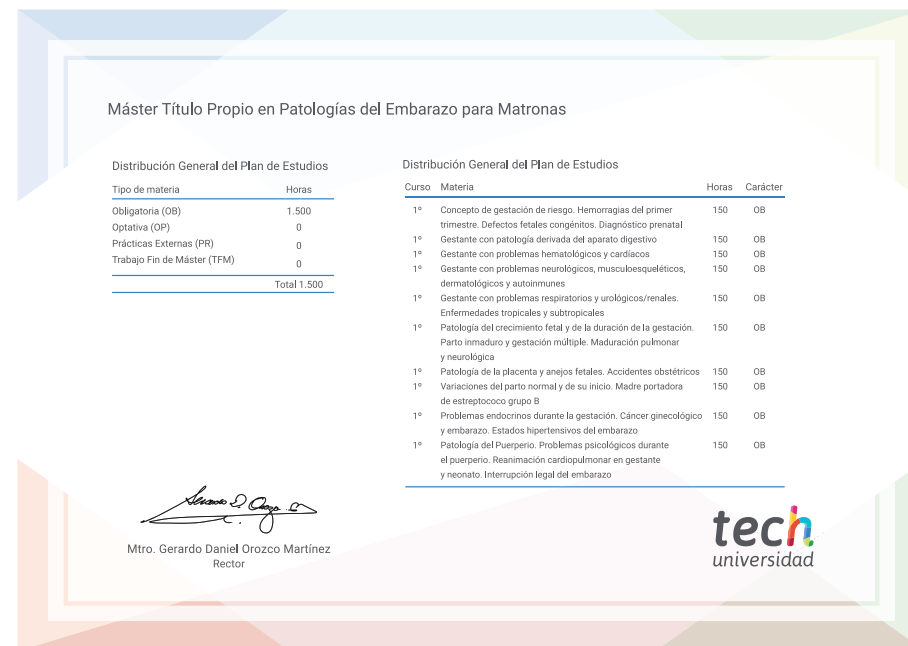 Máster Título Propio en Patologías del Embarazo para Matronas
Distribución General del Plan de Estudios
Tipo de materia Horas
Obligatoria (OB) 1.500
Optativa (OP) 0
Prácticas Externas (PR) 0
Trabajo Fin de Máster (TFM) 0
Total 1.500
Distribución General del Plan de Estudios
Curso Materia Horas Carácter
1º Concepto de gestación de riesgo. Hemorragias del primer 150 OB
trimestre. Defectos fetales congénitos. Diagnóstico prenatal
1º Gestante con patología derivada del aparato digestivo 150 OB
1º Gestante con problemas hematológicos y cardíacos 150 OB
1º Gestante con problemas neurológicos, musculoesqueléticos, 150 OB
dermatológicos y autoinmunes
1º Gestante con problemas respiratorios y urológicos/renales. 150 OB
Enfermedades tropicales y subtropicales
1º Patología del crecimiento fetal y de la duración de la gestación. 150 OB
Parto inmaduro y gestación múltiple. Maduración pulmonar
y neurológica
1º Patología de la placenta y anejos fetales. Accidentes obstétricos 150 OB
1º Variaciones del parto normal y de su inicio. Madre portadora 150 OB
de estreptococo grupo B
1º Problemas endocrinos durante la gestación. Cáncer ginecológico 150 OB
y embarazo. Estados hipertensivos del embarazo
1º Patología del Puerperio. Problemas psicológicos durante 150 OB
el puerperio. Reanimación cardiopulmonar en gestante
y neonato. Interrupción legal del embarazo
Mtro. Gerardo Daniel Orozco Martínez
Rector
tech
universidad